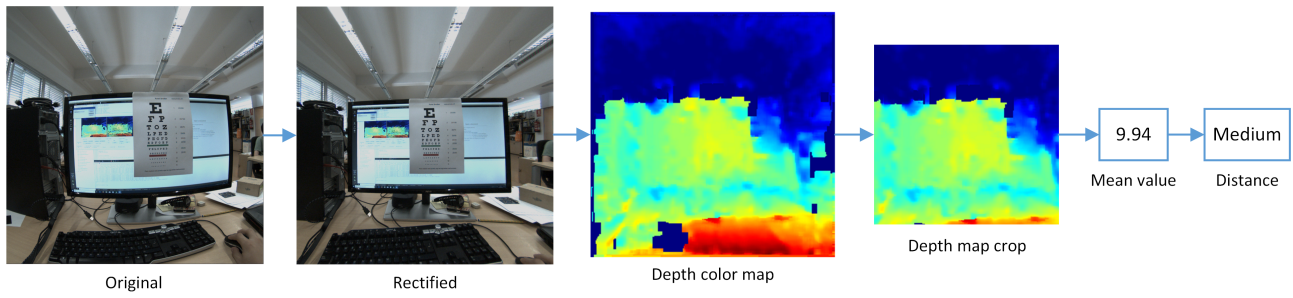 E
F P
T O Z
L P E D
E
F P
T O Z
L P E D
9.94
Medium
Mean value
Distance
Depth map crop
Depth color map
Original
Rectified